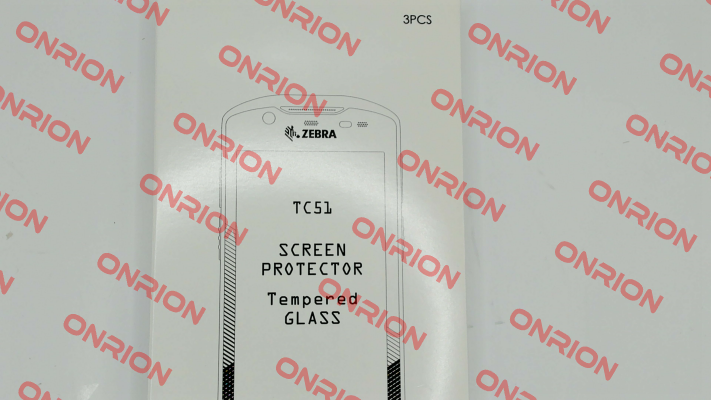 3PCS
ZEBRA
TC51
SCREEN
PROTECTOR
Tempered
GLASS
ONRION